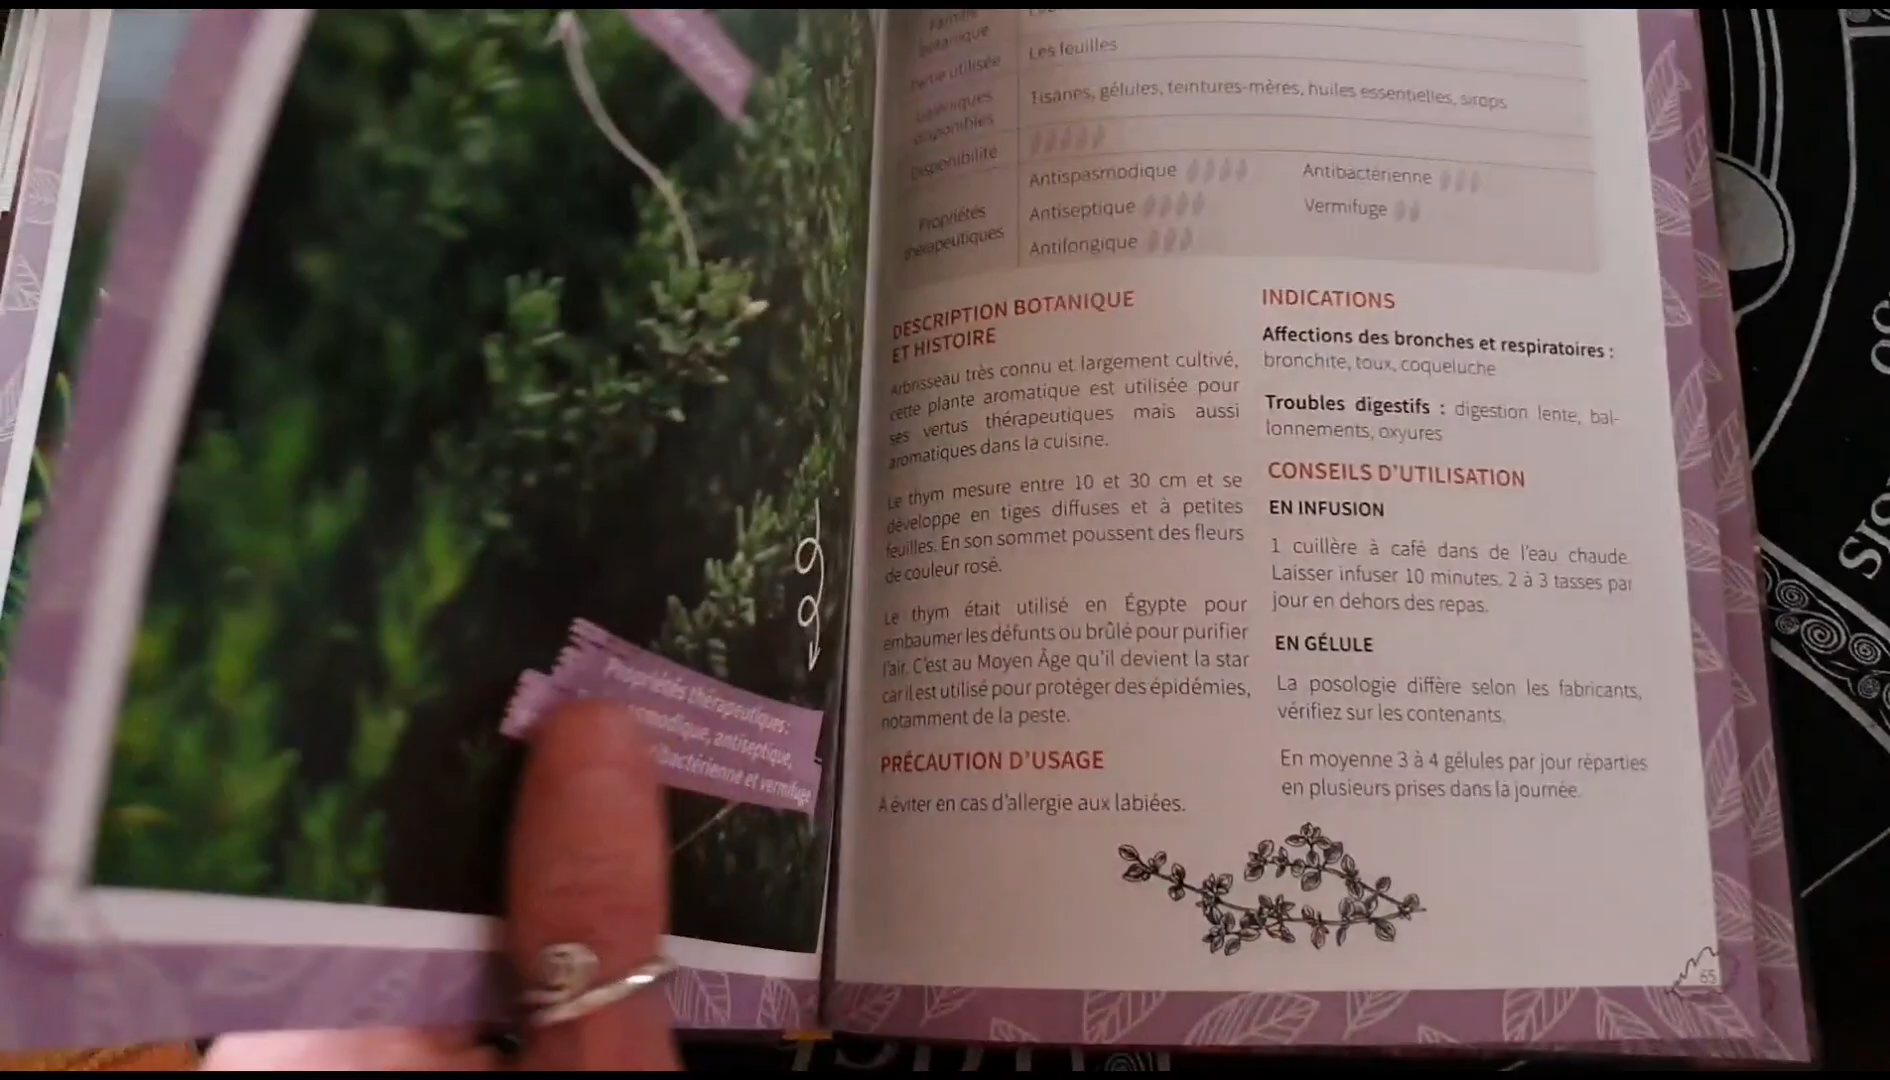 Propriétés thérapeutiques:
antiseptique,
et vermifuge
botanique
Les feuilles
Partie utilisée
Tisanes, gélules, teintures-mères, huiles essentielles, sirops
Galéniques
disponibles
Disponibilité
Propriétés
thérapeutiques
Antispasmodique
Antibactérienne
Antiseptique
Vermifuge
Antifongique
DESCRIPTION BOTANIQUE
ET HISTOIRE
Arbrisseau très connu et largement cultivé,
cette plante aromatique est utilisée pour
ses vertus thérapeutiques mais aussi
aromatiques dans la cuisine.
Le thym mesure entre 10 et 30 cm et se
développe en tiges diffuses et à petites
feuilles. En son sommet poussent des fleurs
de couleur rosé.
Le thym était utilisé en Égypte pour
embaumer les défunts ou brûlé pour purifier
l'air. C'est au Moyen Âge qu'il devient la star
car il est utilisé pour protéger des épidémies,
notamment de la peste.
PRÉCAUTION D'USAGE
À éviter en cas d'allergie aux labiées.
INDICATIONS
Affections des bronches et respiratoires :
bronchite, toux, coqueluche
Troubles digestifs : digestion lente, bal-
lonnements, oxyures
CONSEILS D'UTILISATION
EN INFUSION
1 cuillère à café dans de l'eau chaude.
Laisser infuser 10 minutes. 2 à 3 tasses par
jour en dehors des repas.
EN GÉLULE
La posologie diffère selon les fabricants,
vérifiez sur les contenants.
En moyenne 3 à 4 gélules par jour réparties
en plusieurs prises dans la journée.
65